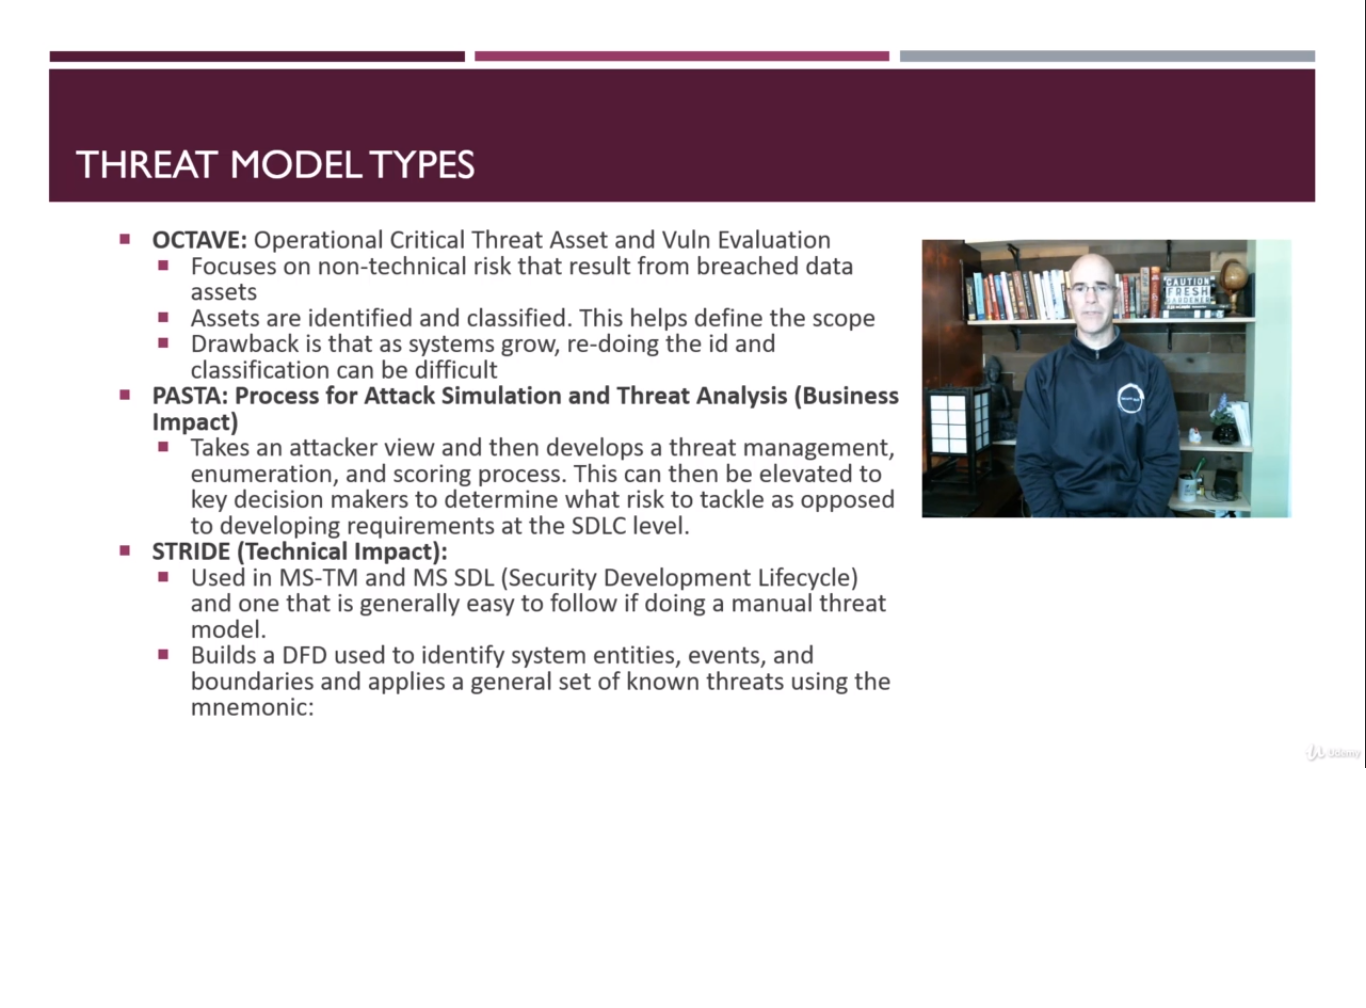 THREAT MODEL TYPES
OCTAVE: Operational Critical Threat Asset and Vuln Evaluation
Focuses on non-technical risk that result from breached data
assets
Assets are identified and classified. This helps define the scope
Drawback is that as systems grow, re-doing the id and
classification can be difficult
PASTA: Process for Attack Simulation and Threat Analysis (Business
Impact)
Takes an attacker view and then develops a threat management,
enumeration, and scoring process. This can then be elevated to
key decision makers to determine what risk to tackle as opposed
to developing requirements at the SDLC level.
STRIDE (Technical Impact):
Used in MS-TM and MS SDL (Security Development Lifecycle)
and one that is generally easy to follow if doing a manual threat
model.
Builds a DFD used to identify system entities, events, and
boundaries and applies a general set of known threats using the
mnemonic:
CAUTION
FRESH
GARDENER
Udemy